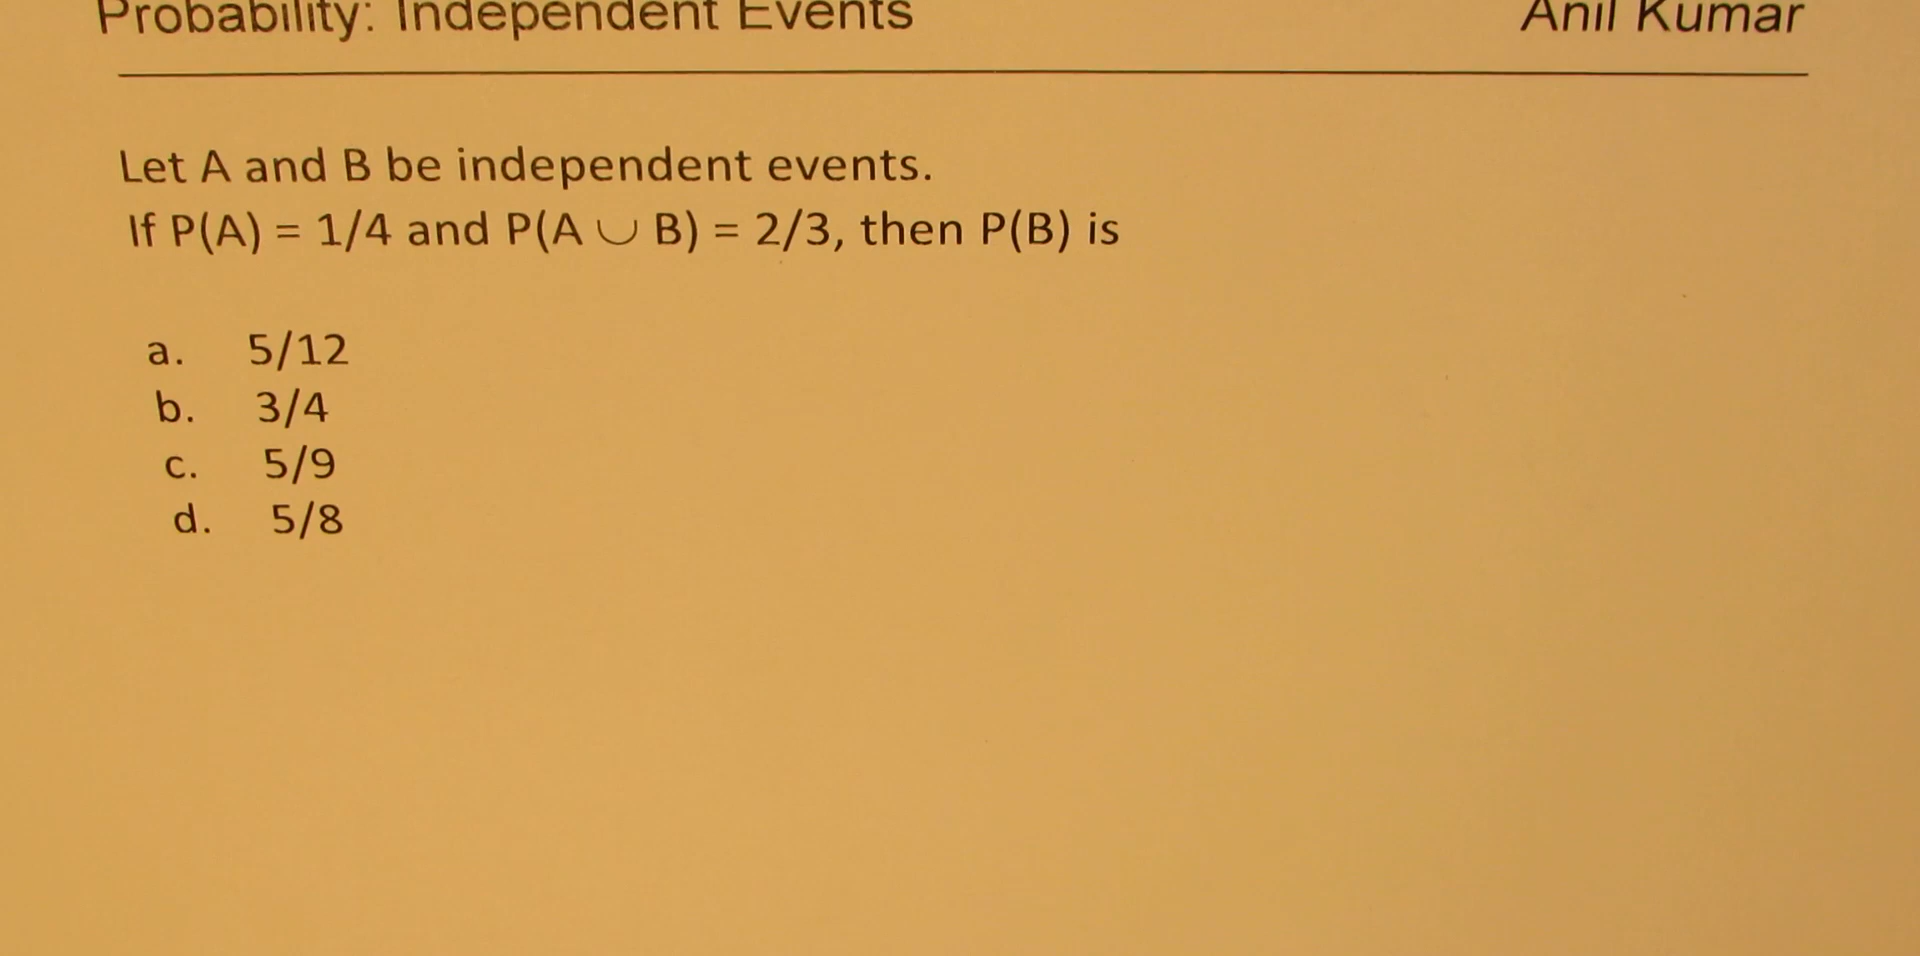 Probability: Independent Events Anil Kumar
Let A and B be independent events.
If P(A) = 1/4 and P(A ∪ B) = 2/3, then P(B) is
a. 5/12
b. 3/4
c. 5/9
d. 5/8